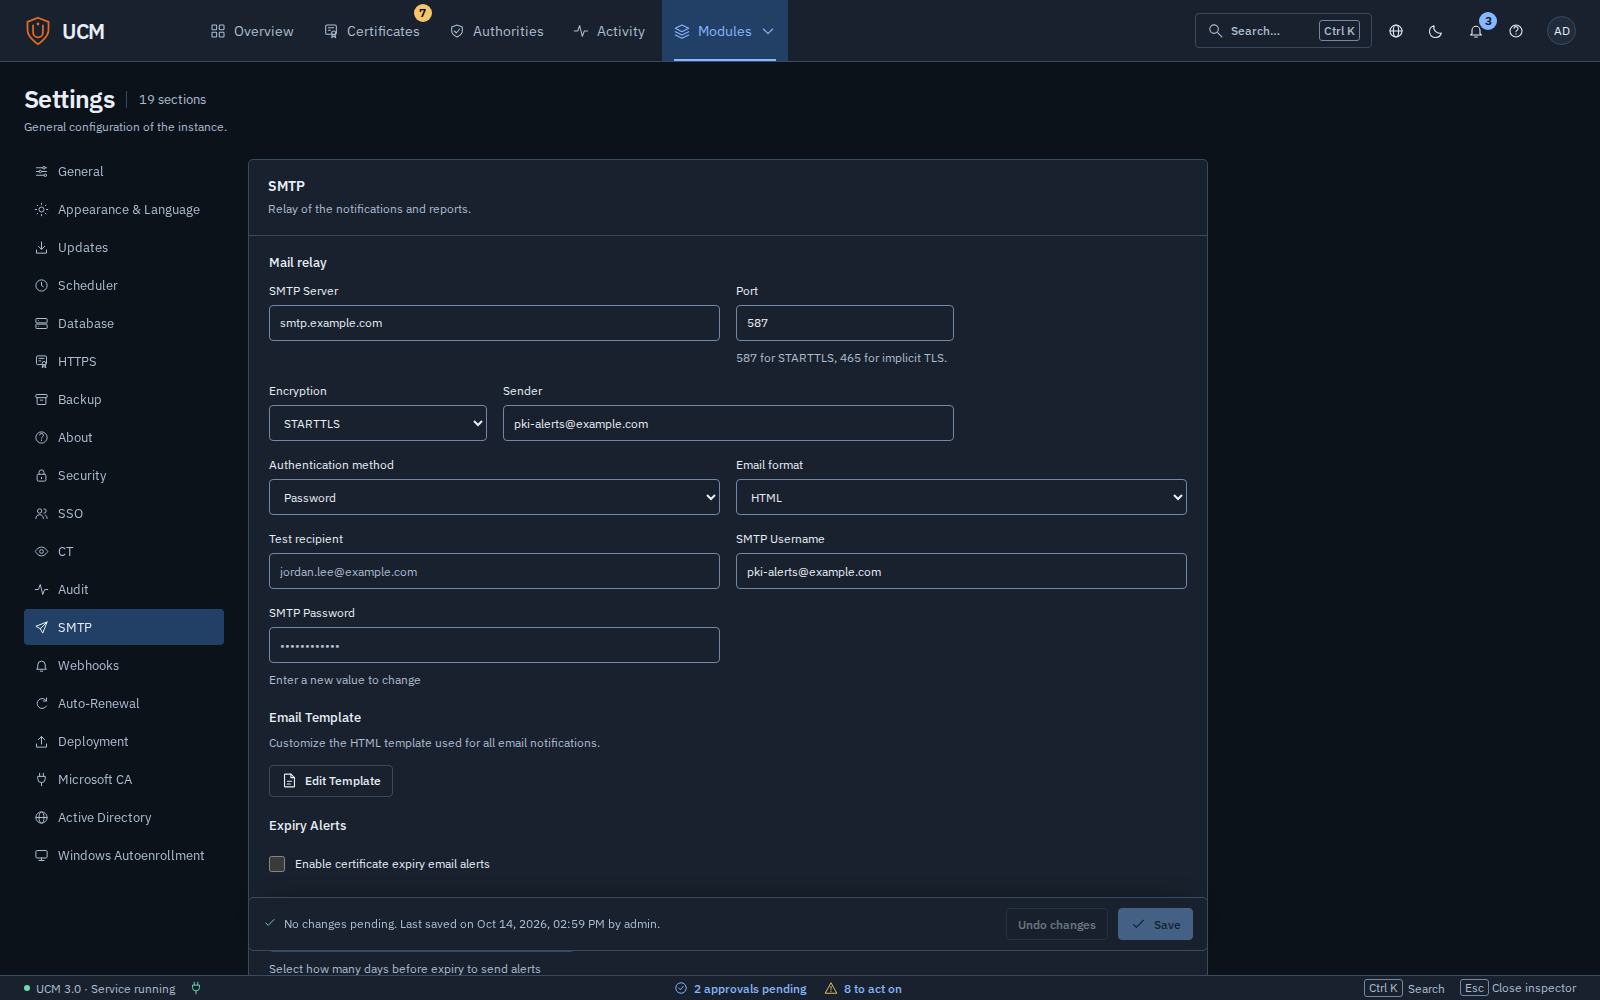 UCM
Overview
Certificates
7
Authorities
Activity
Modules
Search...
Ctrl K
3
AD
Settings
19 sections
General configuration of the instance.
General
Appearance & Language
Updates
Scheduler
Database
HTTPS
Backup
About
Security
SSO
CT
Audit
SMTP
Webhooks
Auto-Renewal
Deployment
Microsoft CA
Active Directory
Windows Autoenrollment
SMTP
Relay of the notifications and reports.
Mail relay
SMTP Server
Port
smtp.example.com
587
587 for STARTTLS, 465 for implicit TLS.
Encryption
Sender
STARTTLS
pki-alerts@example.com
Authentication method
Email format
Password
HTML
Test recipient
SMTP Username
jordan.lee@example.com
pki-alerts@example.com
SMTP Password
••••••••••••
Enter a new value to change
Email Template
Customize the HTML template used for all email notifications.
Edit Template
Expiry Alerts
Enable certificate expiry email alerts
No changes pending. Last saved on Oct 14, 2026, 02:59 PM by admin.
Undo changes
Save
Select how many days before expiry to send alerts
UCM 3.0 · Service running
2 approvals pending
8 to act on
Ctrl K Search
Esc Close inspector